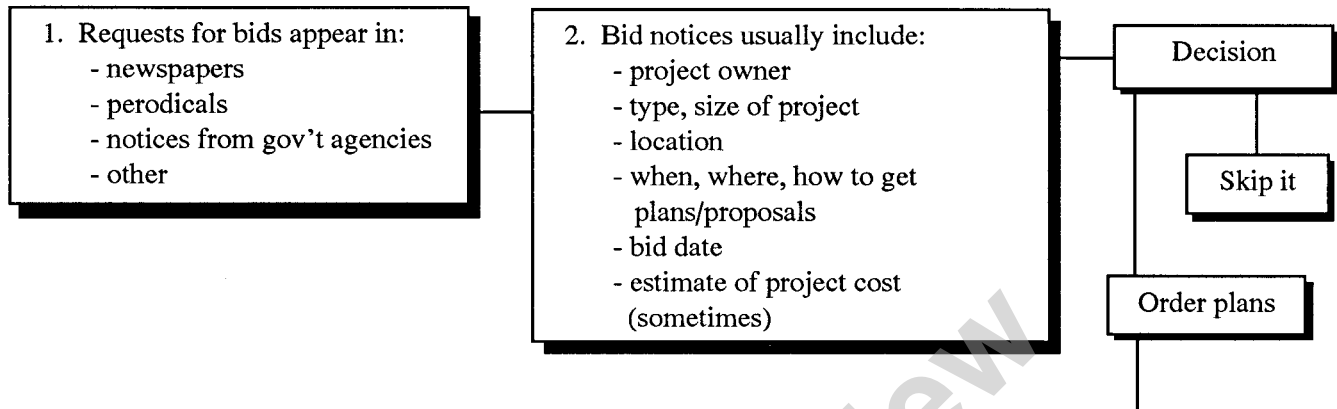 1. Requests for bids appear in:
- newspapers
- perodicals
- notices from gov't agencies
- other
2. Bid notices usually include:
- project owner
- type, size of project
- location
- when, where, how to get
plans/proposals
- bid date
- estimate of project cost
(sometimes)
Decision
Skip it
Order plans